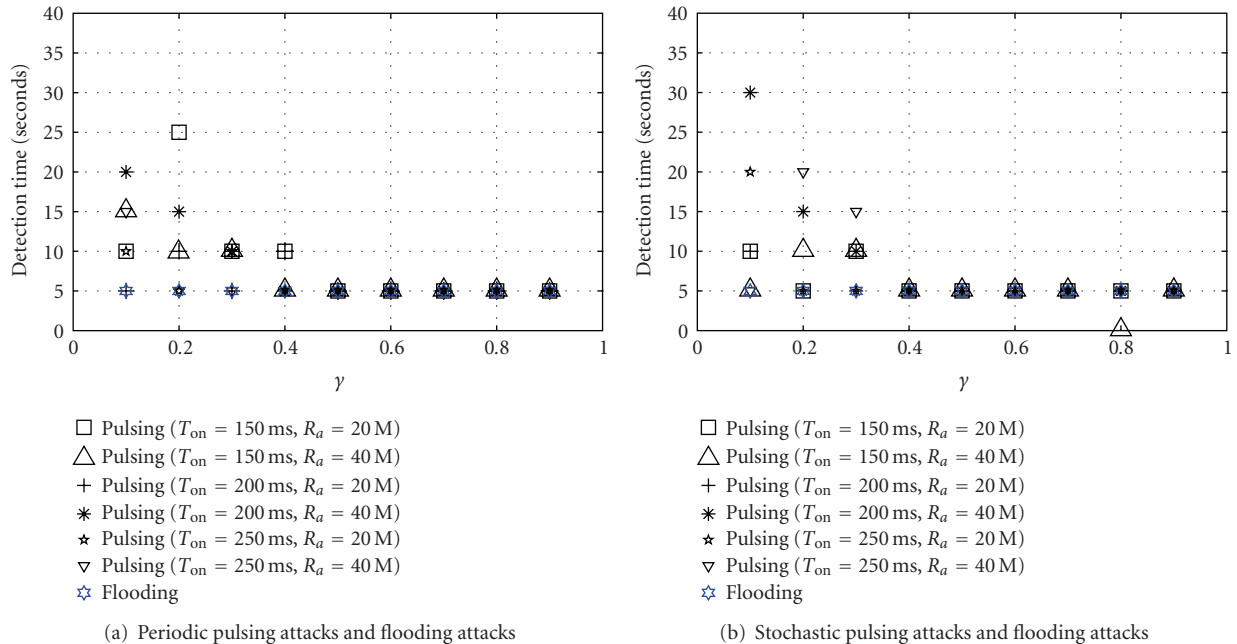 40
35
30
25
20
15
10
5
0
Detection time (seconds)
0 0.2 0.4 0.6 0.8 1
γ
Pulsing (T_on = 150 ms, R_a = 20 M)
Pulsing (T_on = 150 ms, R_a = 40 M)
Pulsing (T_on = 200 ms, R_a = 20 M)
Pulsing (T_on = 200 ms, R_a = 40 M)
Pulsing (T_on = 250 ms, R_a = 20 M)
Pulsing (T_on = 250 ms, R_a = 40 M)
Flooding
(a) Periodic pulsing attacks and flooding attacks
40
35
30
25
20
15
10
5
0
Detection time (seconds)
0 0.2 0.4 0.6 0.8 1
γ
Pulsing (T_on = 150 ms, R_a = 20 M)
Pulsing (T_on = 150 ms, R_a = 40 M)
Pulsing (T_on = 200 ms, R_a = 20 M)
Pulsing (T_on = 200 ms, R_a = 40 M)
Pulsing (T_on = 250 ms, R_a = 20 M)
Pulsing (T_on = 250 ms, R_a = 40 M)
Flooding
(b) Stochastic pulsing attacks and flooding attacks